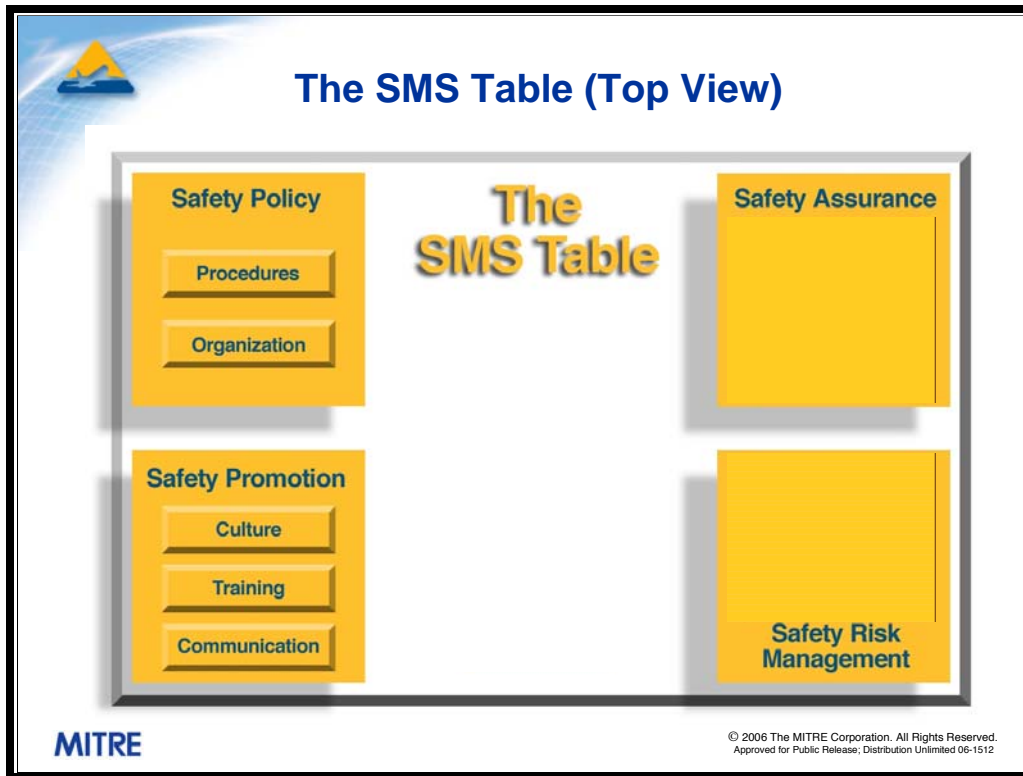 The SMS Table (Top View)
Safety Policy
Procedures
Organization
The
SMS Table
Safety Assurance
Safety Promotion
Culture
Training
Communication
Safety Risk
Management
MITRE
© 2006 The MITRE Corporation. All Rights Reserved.
Approved for Public Release; Distribution Unlimited 06-1512